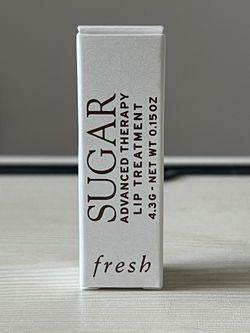 SUGAR
ADVANCED THERAPY
LIP TREATMENT
4.3G - NET WT 0.15OZ
fresh